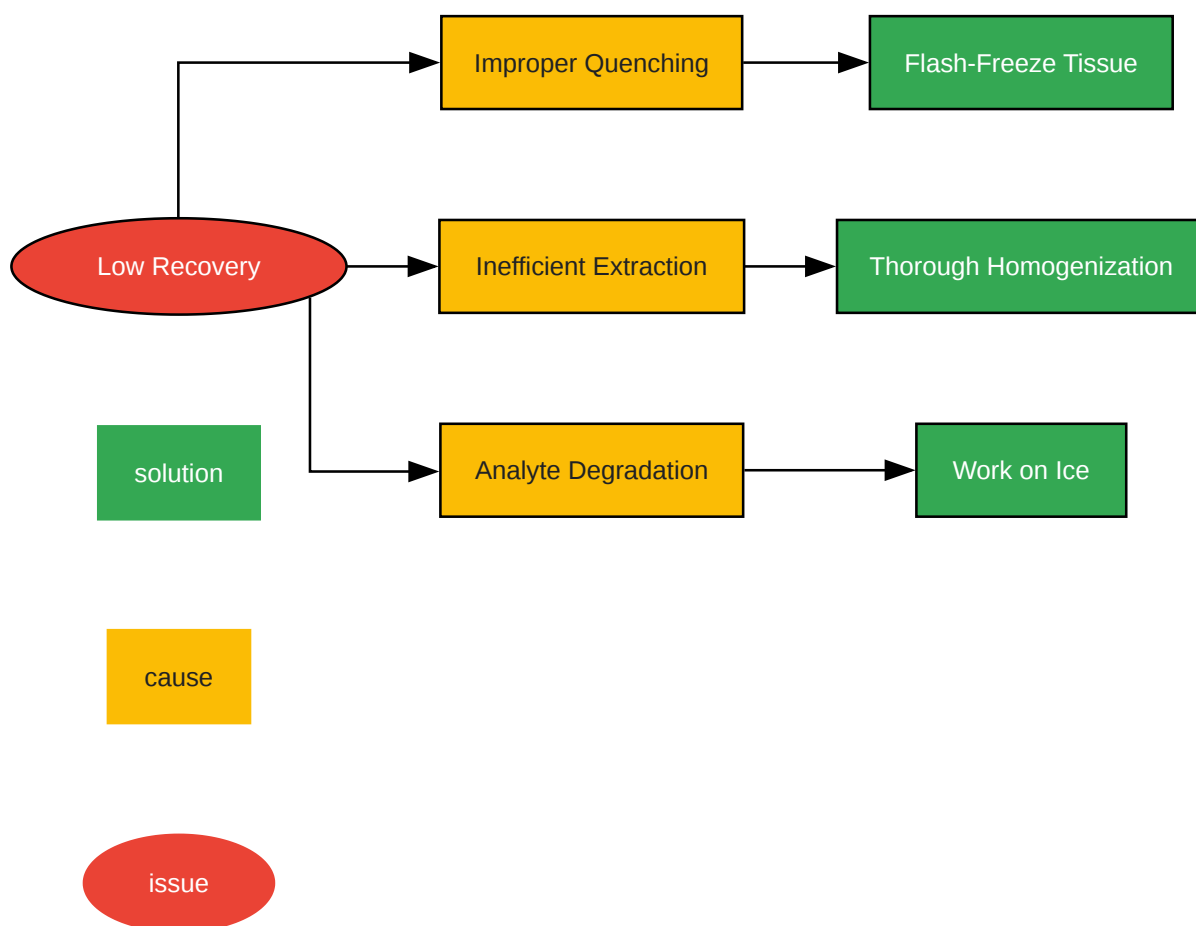 Improper Quenching
Flash-Freeze Tissue
Low Recovery
Inefficient Extraction
Thorough Homogenization
solution
Analyte Degradation
Work on Ice
cause
issue